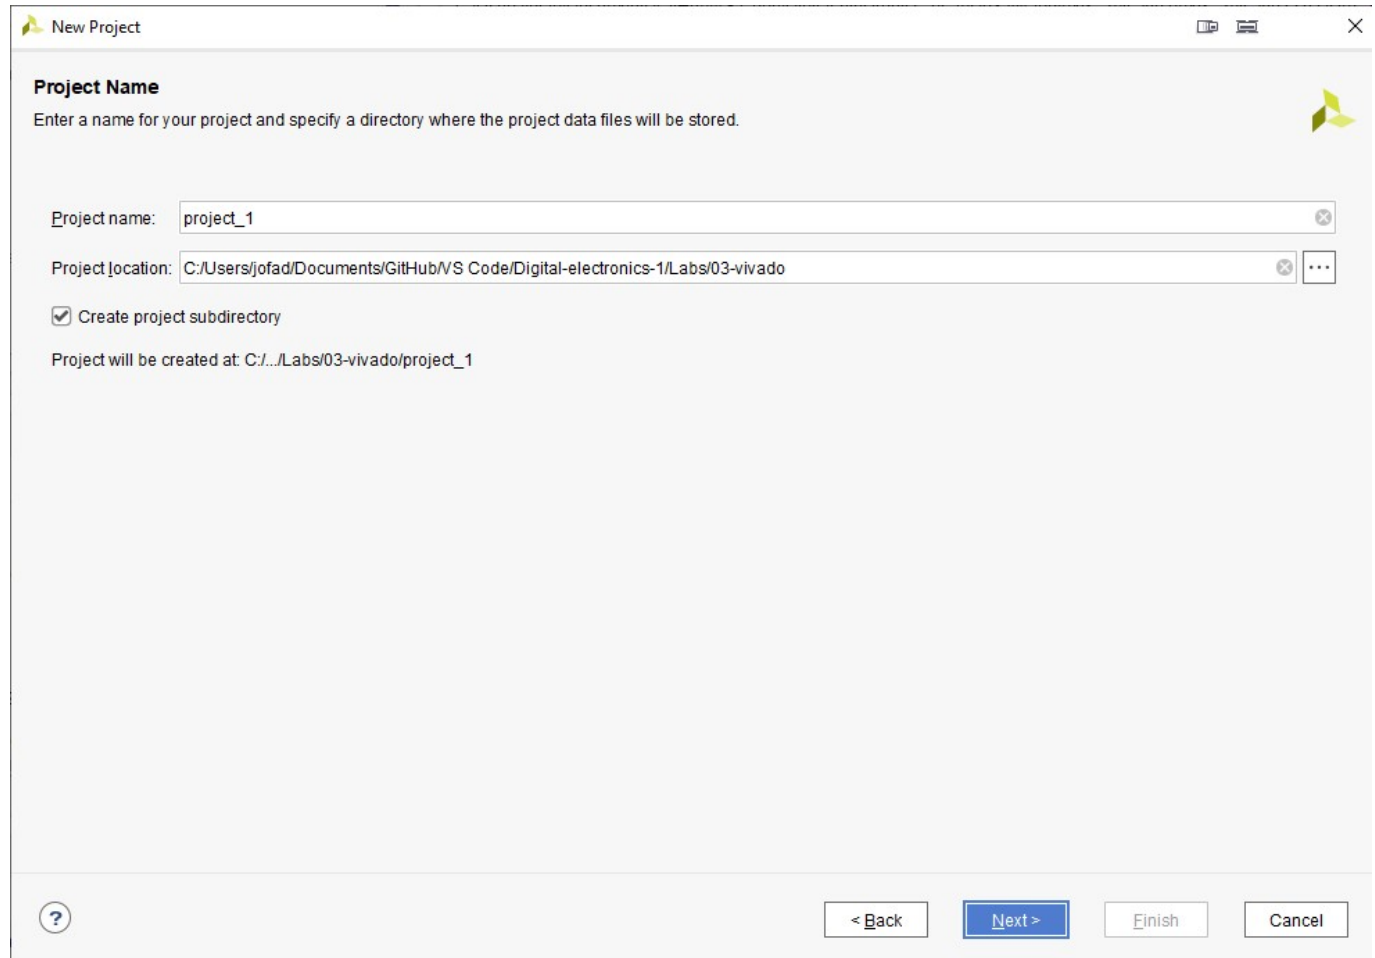 New Project
Project Name
Enter a name for your project and specify a directory where the project data files will be stored.
Project name: project_1
Project location: C:/Users/jofad/Documents/GitHub/VS Code/Digital-electronics-1/Labs/03-vivado
Create project subdirectory
Project will be created at: C:/.../Labs/03-vivado/project_1
? < Back Next > Finish Cancel